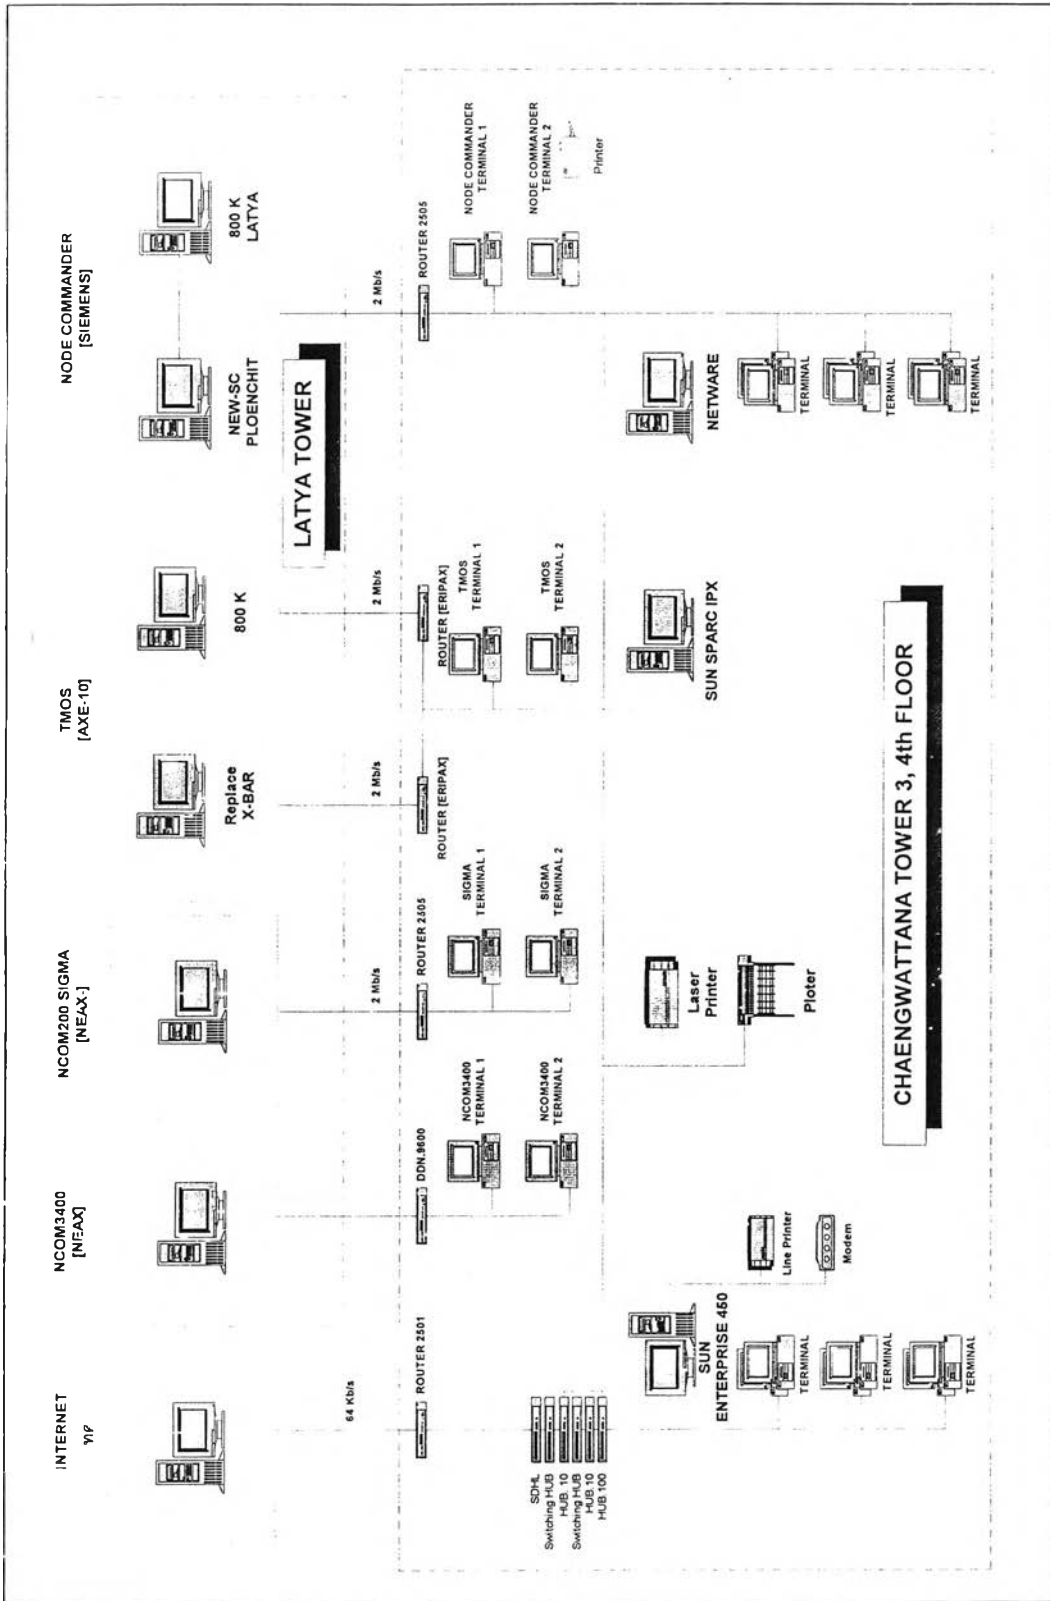 INTERNET
NCOM3400
[NEAX]
NCOM200 SIGMA
[NEAX-]
TMOS
[AXE-10]
NODE COMMANDER
[SIEMENS]
Replace
X-BAR
800 K
NEW-SC
PLOENCHIT
800 K
LATYA
LATYA TOWER
64 Kb/s
2 Mb/s
2 Mb/s
2 Mb/s
2 Mb/s
ROUTER 2501
DDN.9600
ROUTER 2505
ROUTER [ERIPAX]
ROUTER [ERIPAX]
ROUTER 2505
NCOM3400
TERMINAL 1
SIGMA
TERMINAL 1
TMOS
TERMINAL 1
NODE COMMANDER
TERMINAL 1
NCOM3400
TERMINAL 2
SIGMA
TERMINAL 2
TMOS
TERMINAL 2
NODE COMMANDER
TERMINAL 2
Printer
SDHL
Switching HUB
HUB 10
Switching HUB
HUB 10
HUB 100
SUN
ENTERPRISE 450
Laser
Printer
SUN SPARC IPX
NETWARE
Line Printer
Modem
Ploter
TERMINAL
TERMINAL
TERMINAL
TERMINAL
TERMINAL
TERMINAL
CHAENGWATTANA TOWER 3, 4th FLOOR